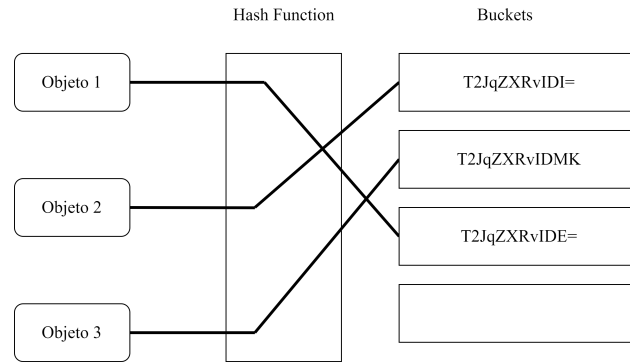 Hash Function
Buckets
Objeto 1
T2JqZXRvIDI=
T2JqZXRvIDMK
Objeto 2
T2JqZXRvIDE=
Objeto 3